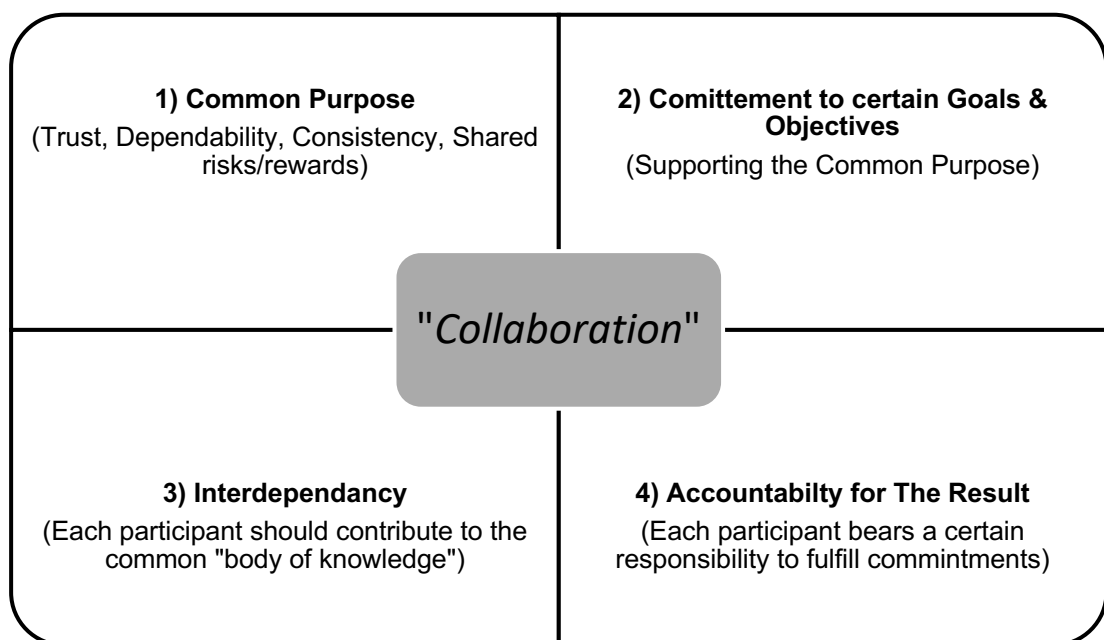 1) Common Purpose
(Trust, Dependability, Consistency, Shared
risks/rewards)
2) Comittement to certain Goals &
Objectives
(Supporting the Common Purpose)
"Collaboration"
3) Interdependancy
(Each participant should contribute to the
common "body of knowledge")
4) Accountabilty for The Result
(Each participant bears a certain
responsibility to fulfill commintments)